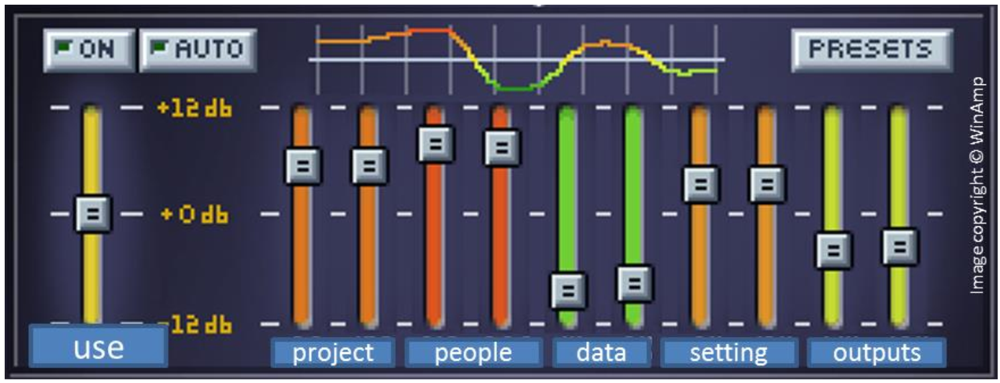 ON AUTO PRESETS
+12 db
+0 db
-12 db
use project people data setting outputs
Image copyright © WinAmp